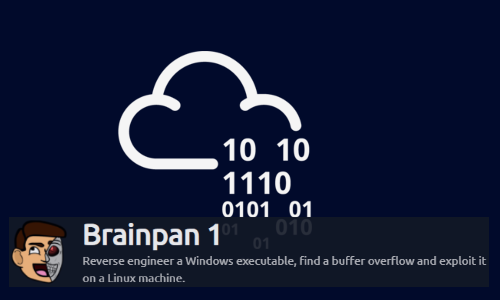 10 10
1110
0101 01
01 010
01
Brainpan 1
Reverse engineer a Windows executable, find a buffer overflow and exploit it
on a Linux machine.